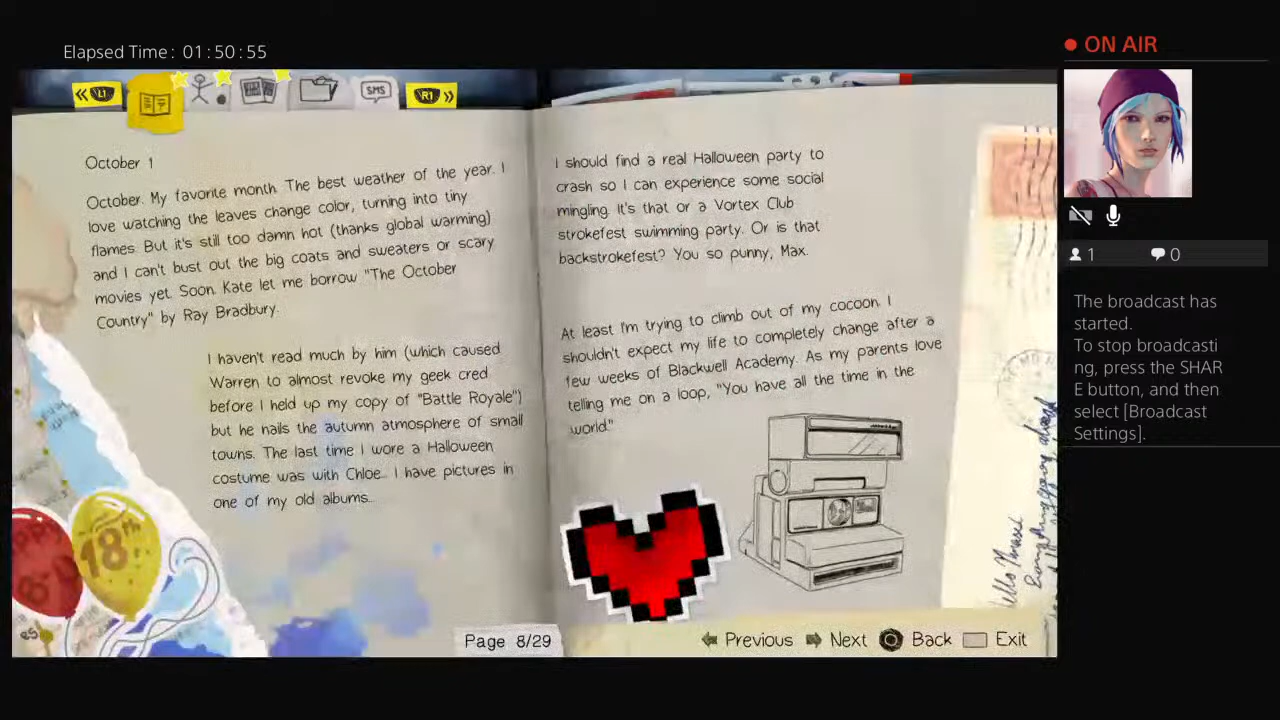 Elapsed Time: 01:50:55
ON AIR
L1
SMS
R1
October 1
October. My favorite month. The best weather of the year. I
love watching the leaves change color, turning into tiny
flames. But it's still too damn hot (thanks global warming)
and I can't bust out the big coats and sweaters or scary
movies yet. Soon. Kate let me borrow "The October
Country" by Ray Bradbury.
I haven't read much by him (which caused
Warren to almost revoke my geek cred
before I held up my copy of "Battle Royale")
but he nails the autumn atmosphere of small
towns. The last time I wore a Halloween
costume was with Chloe... I have pictures in
one of my old albums...
18th
I should find a real Halloween party to
crash so I can experience some social
mingling. It's that or a Vortex Club
strokefest swimming party. Or is that
backstrokefest? You so punny, Max.
At least I'm trying to climb out of my cocoon. I
shouldn't expect my life to completely change after a
few weeks of Blackwell Academy. As my parents love
telling me on a loop, "You have all the time in the
world."
Page 8/29
Previous
Next
Back
Exit
1
0
The broadcast has
started.
To stop broadcasti
ng, press the SHAR
E button, and then
select [Broadcast
Settings].